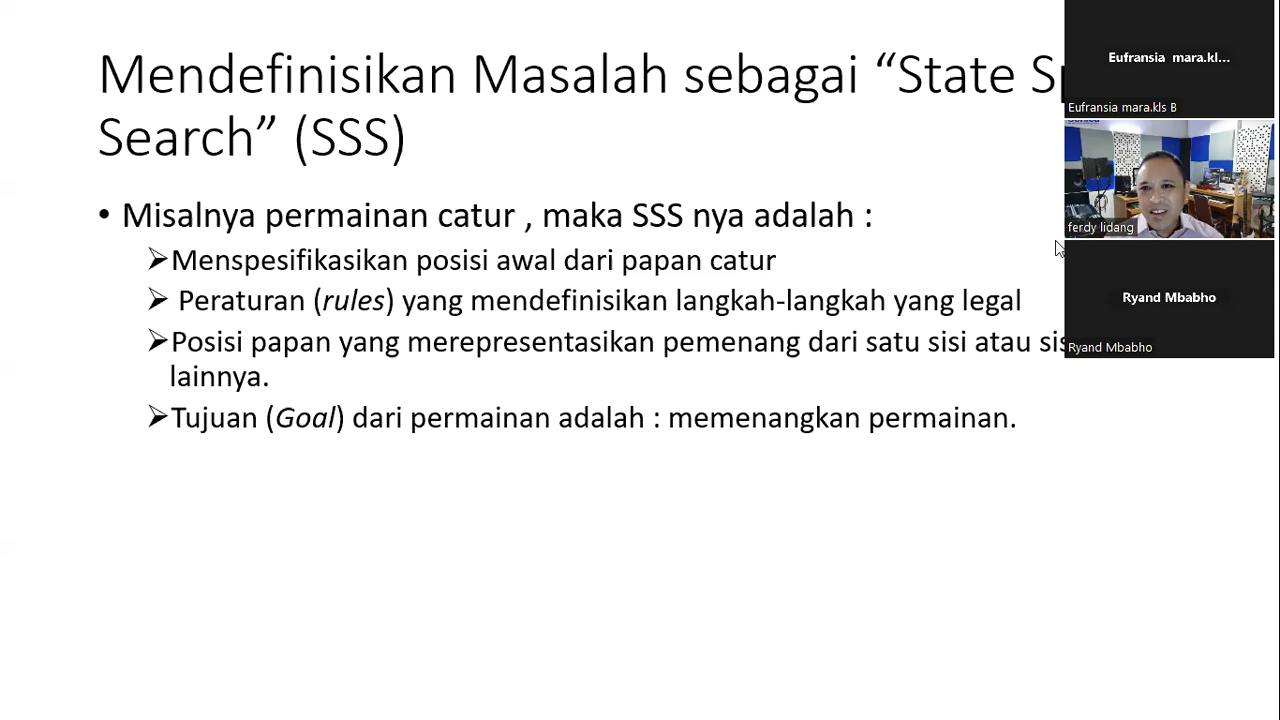 Mendefinisikan Masalah sebagai “State
Search” (SSS)
• Misalnya permainan catur , maka SSS nya adalah :
➢Menspesifikasikan posisi awal dari papan catur
➢ Peraturan (rules) yang mendefinisikan langkah-langkah yang legal
➢Posisi papan yang merepresentasikan pemenang dari satu sisi atau
lainnya.
➢Tujuan (Goal) dari permainan adalah : memenangkan permainan.
Eufransia mara.kl...
Eufransia mara.kls B
ferdy lidang
Ryand Mbabho
Ryand Mbabho